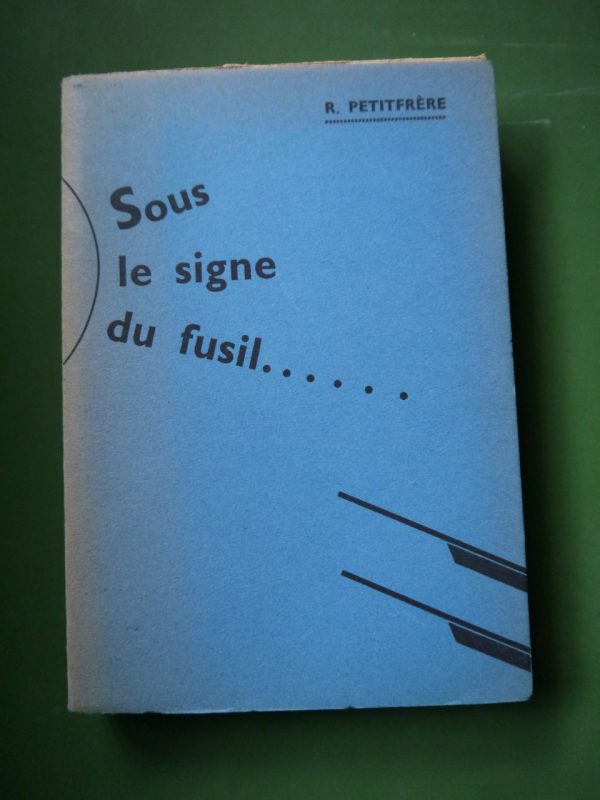 R. PETITFRÈRE
Sous
le signe
du fusil......